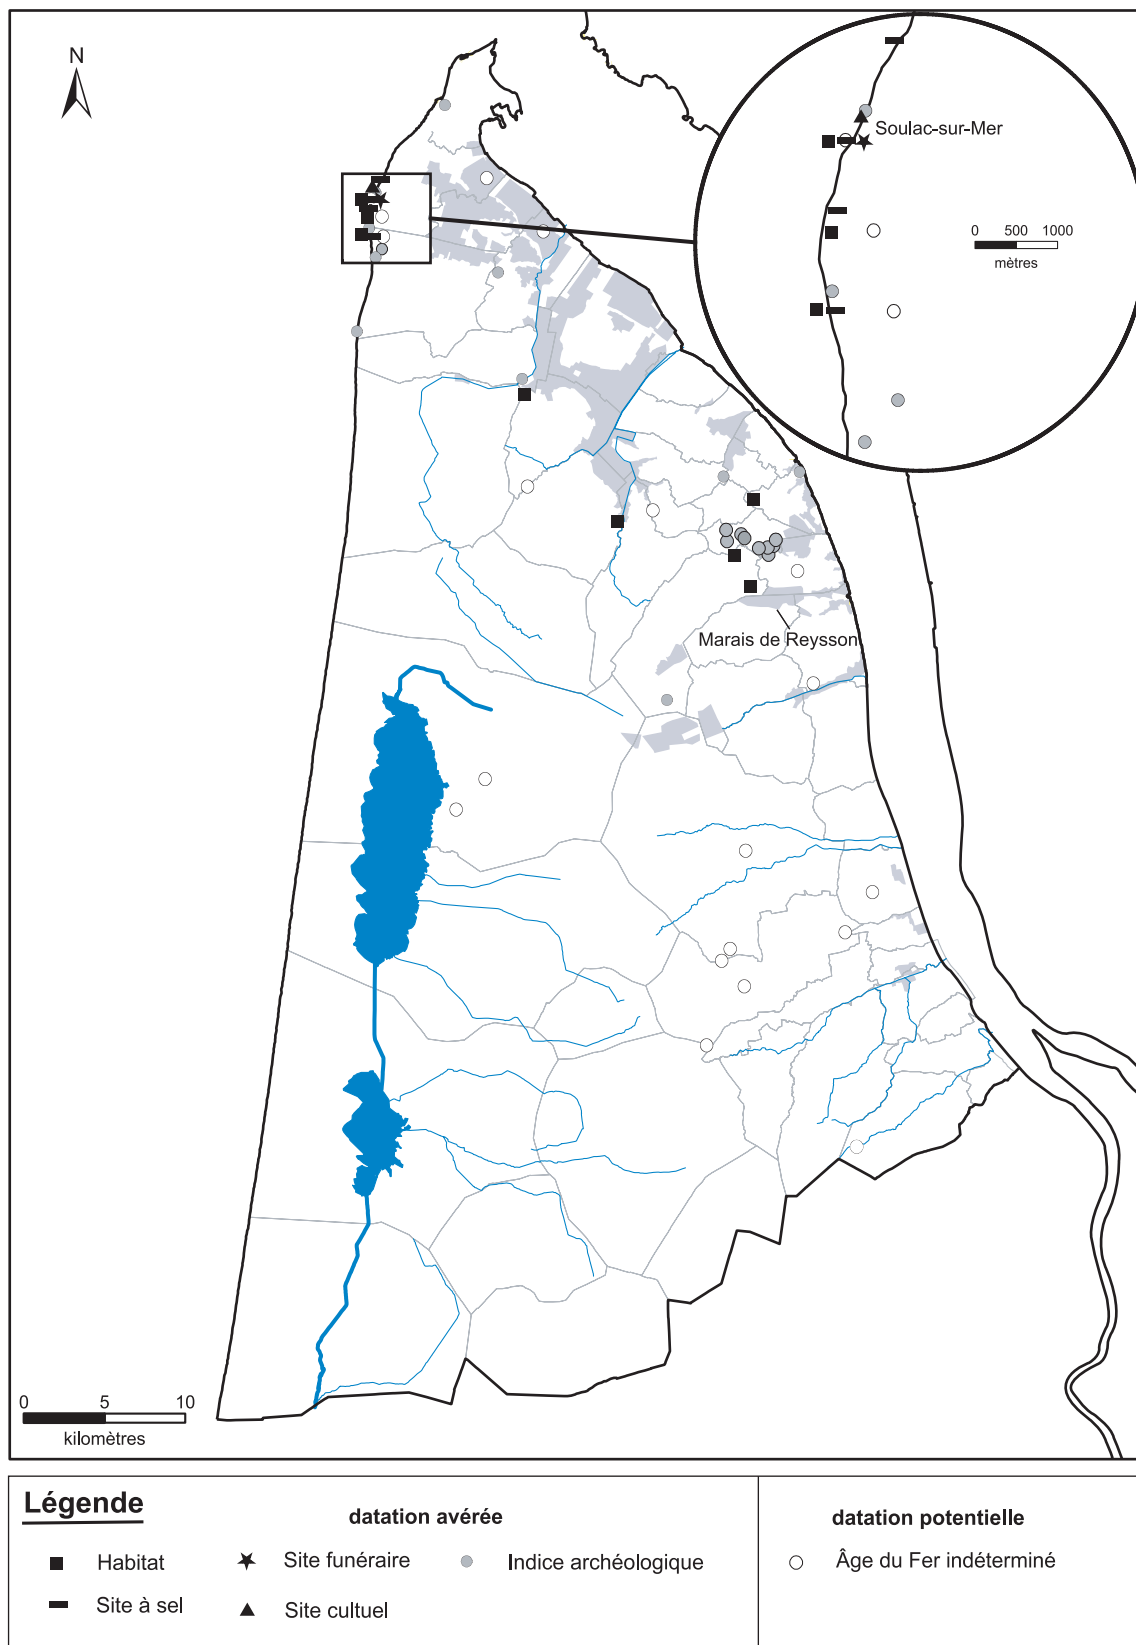 N
Soulac-sur-Mer
0 500 1000
mètres
Marais de Reysson
0 5 10
kilomètres
Légende
datation avérée
datation potentielle
Habitat
Site funéraire
Indice archéologique
Âge du Fer indéterminé
Site à sel
Site cultuel